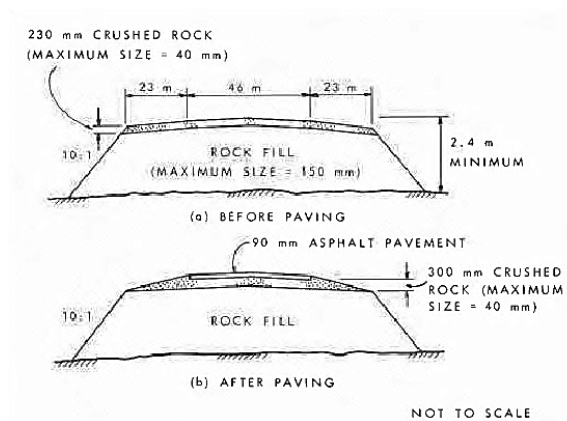 230 mm CRUSHED ROCK
(MAXIMUM SIZE = 40 mm)
23 m
46 m
23 m
10:1
ROCK FILL
(MAXIMUM SIZE = 150 mm)
2.4 m
MINIMUM
(a) BEFORE PAVING
90 mm ASPHALT PAVEMENT
300 mm CRUSHED
ROCK (MAXIMUM
SIZE = 40 mm)
10:1
ROCK FILL
(b) AFTER PAVING
NOT TO SCALE